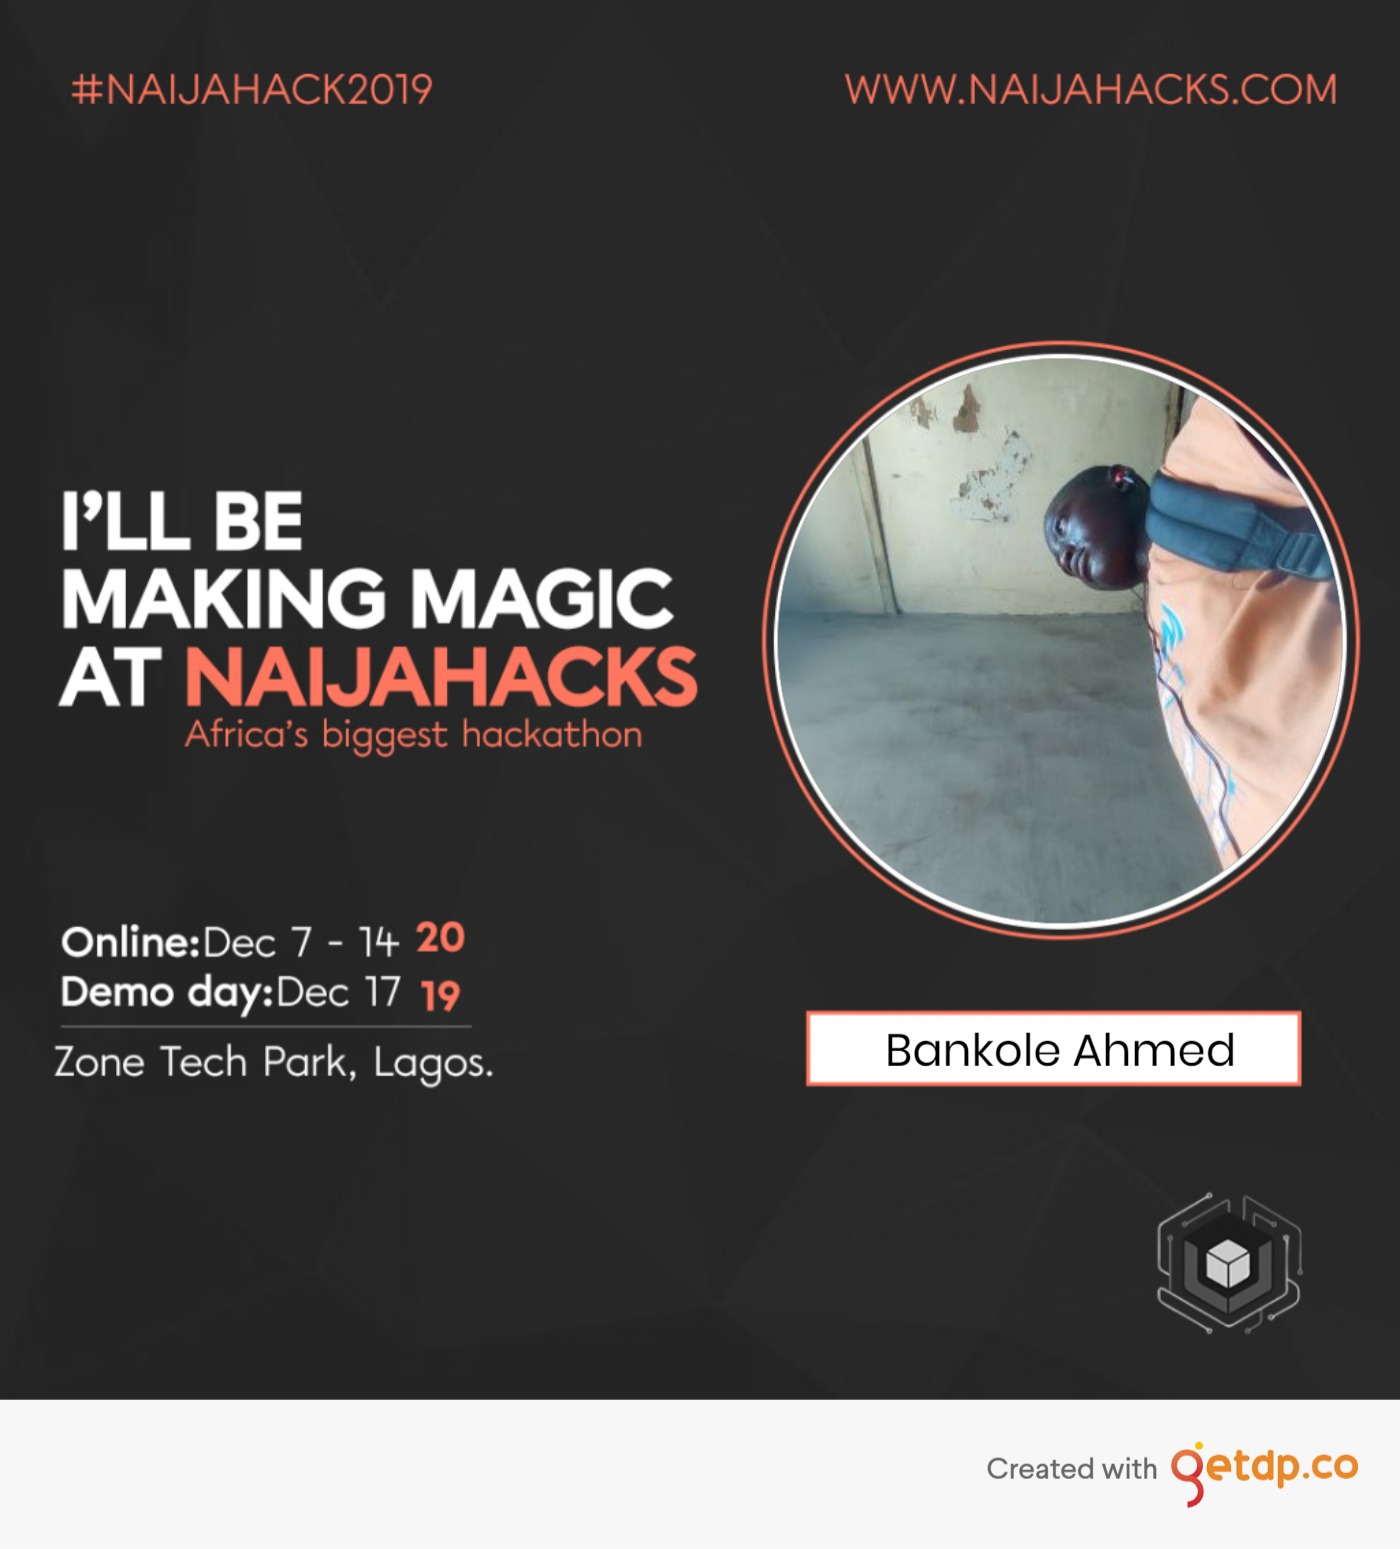 #NAIJAHACK2019
WWW.NAIJAHACKS.COM
I'LL BE
MAKING MAGIC
AT NAIJAHACKS
Africa's biggest hackathon
Online:Dec 7 - 14 20
Demo day:Dec 17 19
Zone Tech Park, Lagos.
Bankole Ahmed
Created with getdp.co